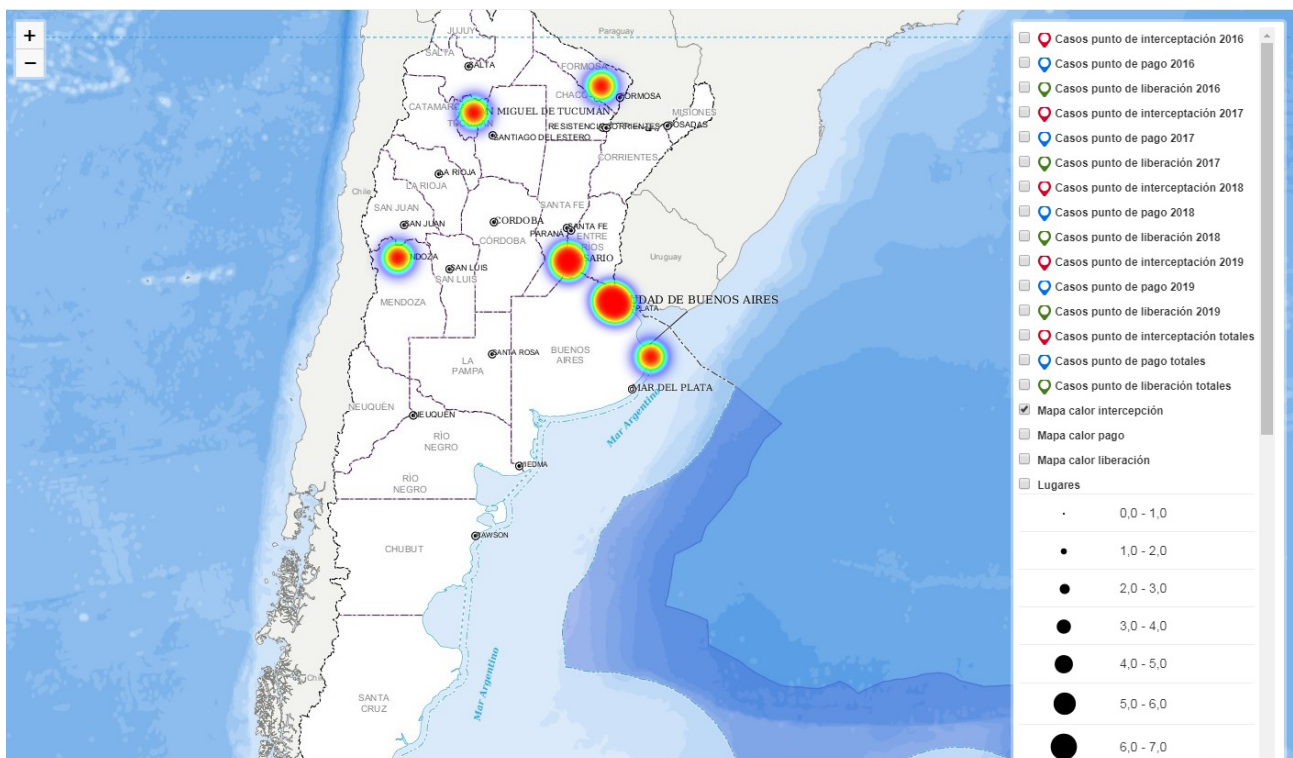 +
−
JUJUY
Paraguay
SALTA
SALTA
FORMOSA
CHACO
FORMOSA
CATAMARCA
N MIGUEL DE TUCUMÁN
MISIONES
RESISTENCIA
CORRIENTES
POSADAS
SANTIAGO DEL ESTERO
CORRIENTES
LA RIOJA
LA RIOJA
Chile
SAN JUAN
SANTA FE
SAN JUAN
CORDOBA
SANTA FE
PARANÁ
ENTRE
RÍOS
CÓRDOBA
SARIO
Uruguay
NDOZA
SAN LUIS
SAN LUIS
MENDOZA
DAD DE BUENOS AIRES
PLATA
LA
PAMPA
SANTA ROSA
BUENOS
AIRES
MAR DEL PLATA
NEUQUÉN
NEUQUÉN
Mar Argentino
RÍO
NEGRO
VIEDMA
RÍO
NEGRO
RAWSON
CHUBUT
Mar Argentino
SANTA
CRUZ
Casos punto de interceptación 2016
Casos punto de pago 2016
Casos punto de liberación 2016
Casos punto de interceptación 2017
Casos punto de pago 2017
Casos punto de liberación 2017
Casos punto de interceptación 2018
Casos punto de pago 2018
Casos punto de liberación 2018
Casos punto de interceptación 2019
Casos punto de pago 2019
Casos punto de liberación 2019
Casos punto de interceptación totales
Casos punto de pago totales
Casos punto de liberación totales
Mapa calor intercepción
Mapa calor pago
Mapa calor liberación
Lugares
0,0 - 1,0
1,0 - 2,0
2,0 - 3,0
3,0 - 4,0
4,0 - 5,0
5,0 - 6,0
6,0 - 7,0